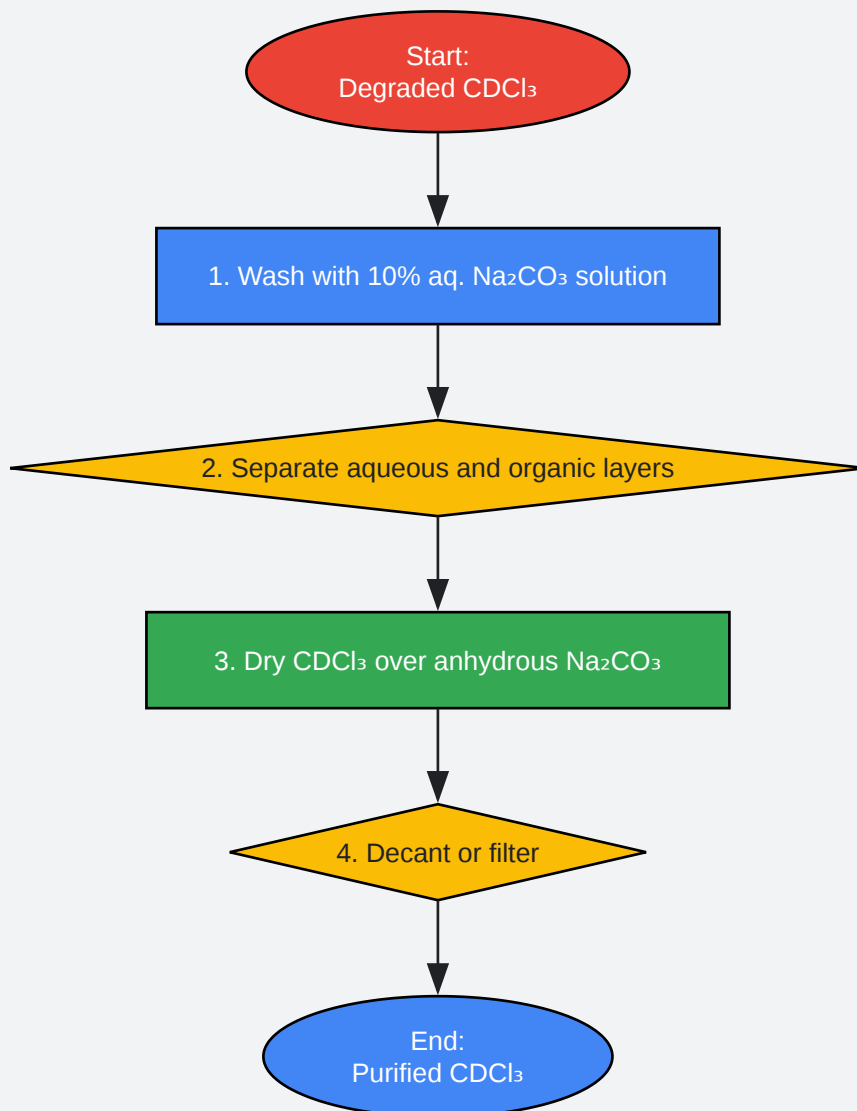 Start:
Degraded CDCl₃
1. Wash with 10% aq. Na₂CO₃ solution
2. Separate aqueous and organic layers
3. Dry CDCl₃ over anhydrous Na₂CO₃
4. Decant or filter
End:
Purified CDCl₃